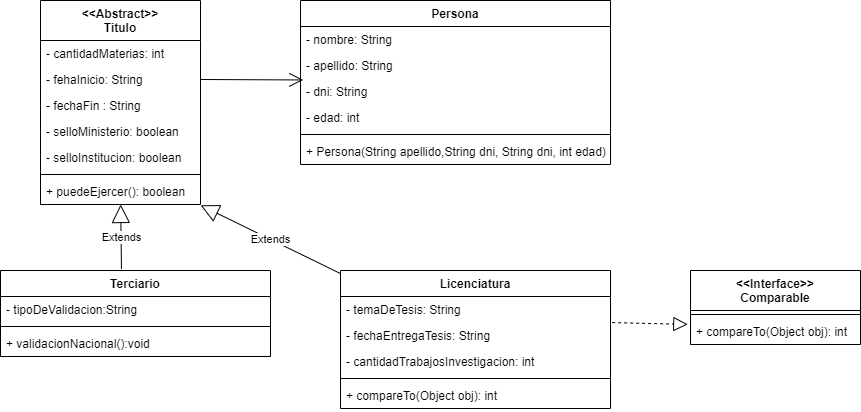 <<Abstract>>
Titulo
- cantidadMaterias: int
- fehaInicio: String
- fechaFin : String
- selloMinisterio: boolean
- selloInstitucion: boolean
+ puedeEjercer(): boolean
Persona
- nombre: String
- apellido: String
- dni: String
- edad: int
+ Persona(String apellido,String dni, String dni, int edad)
Extends
Extends
Terciario
- tipoDeValidacion:String
+ validacionNacional():void
Licenciatura
- temaDeTesis: String
- fechaEntregaTesis: String
- cantidadTrabajosInvestigacion: int
+ compareTo(Object obj): int
<<Interface>>
Comparable
+ compareTo(Object obj): int